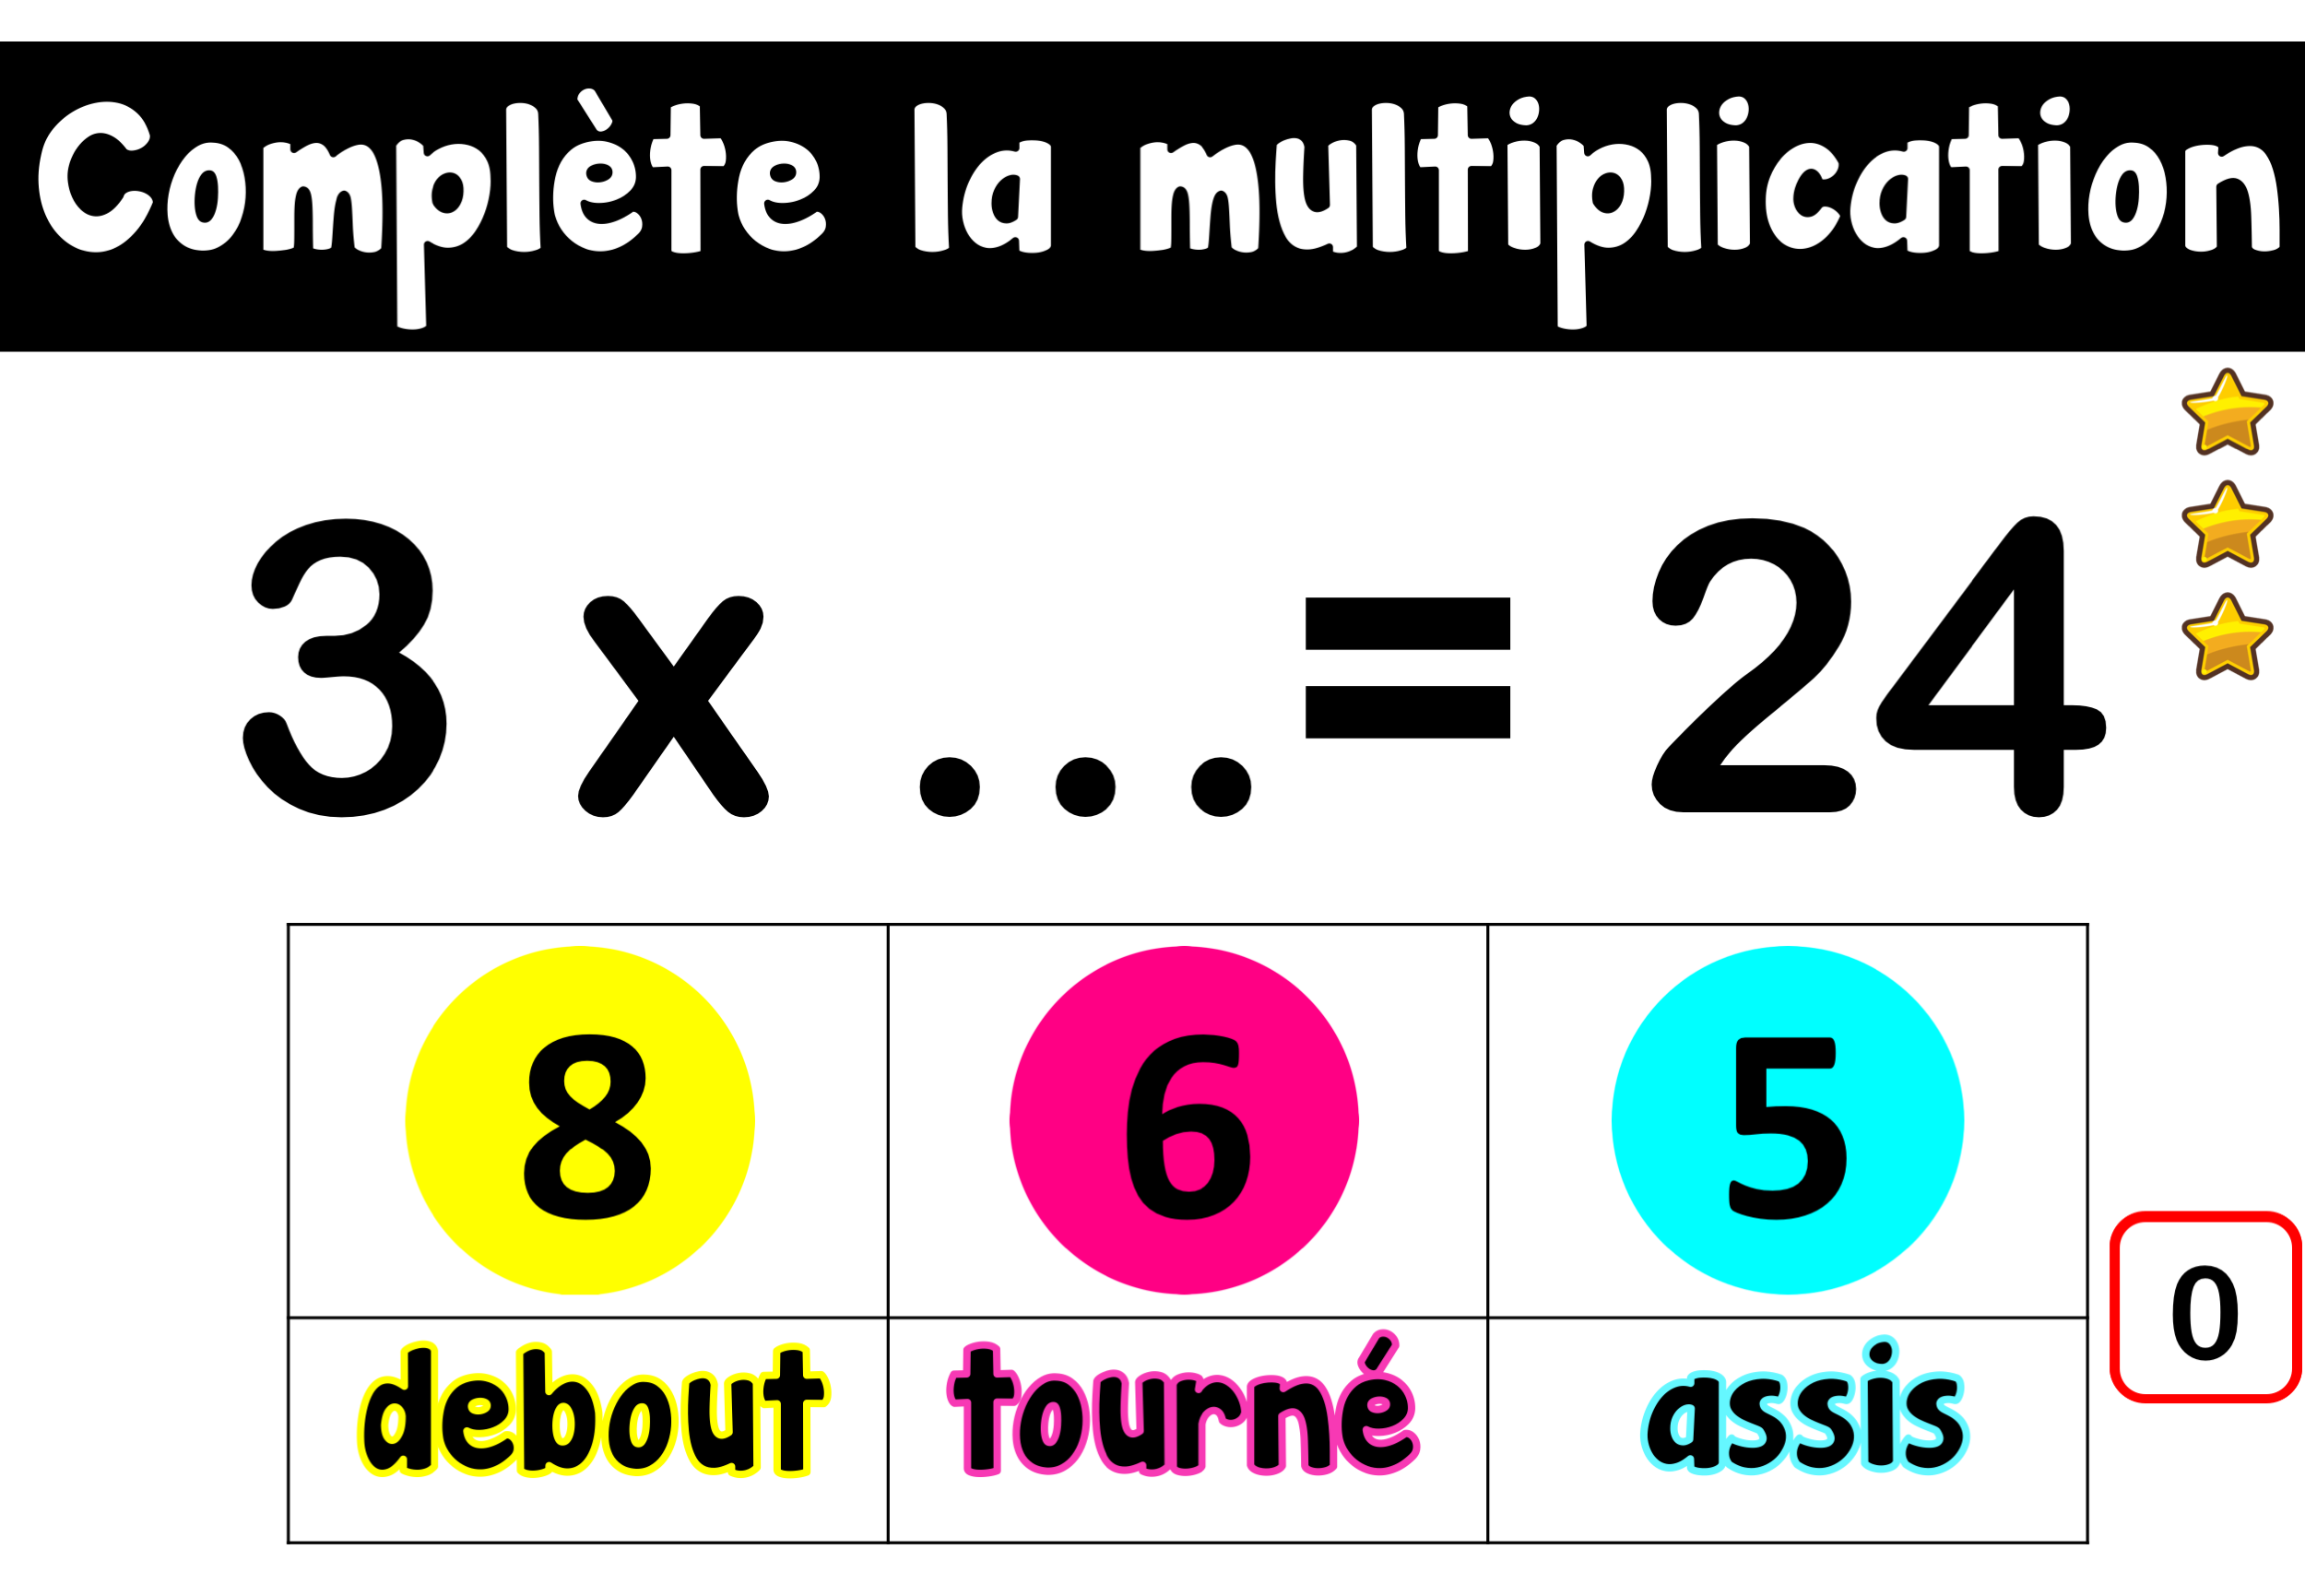 Complète la multiplication
3 x ... = 24
8 6 5
0
debout tourné assis